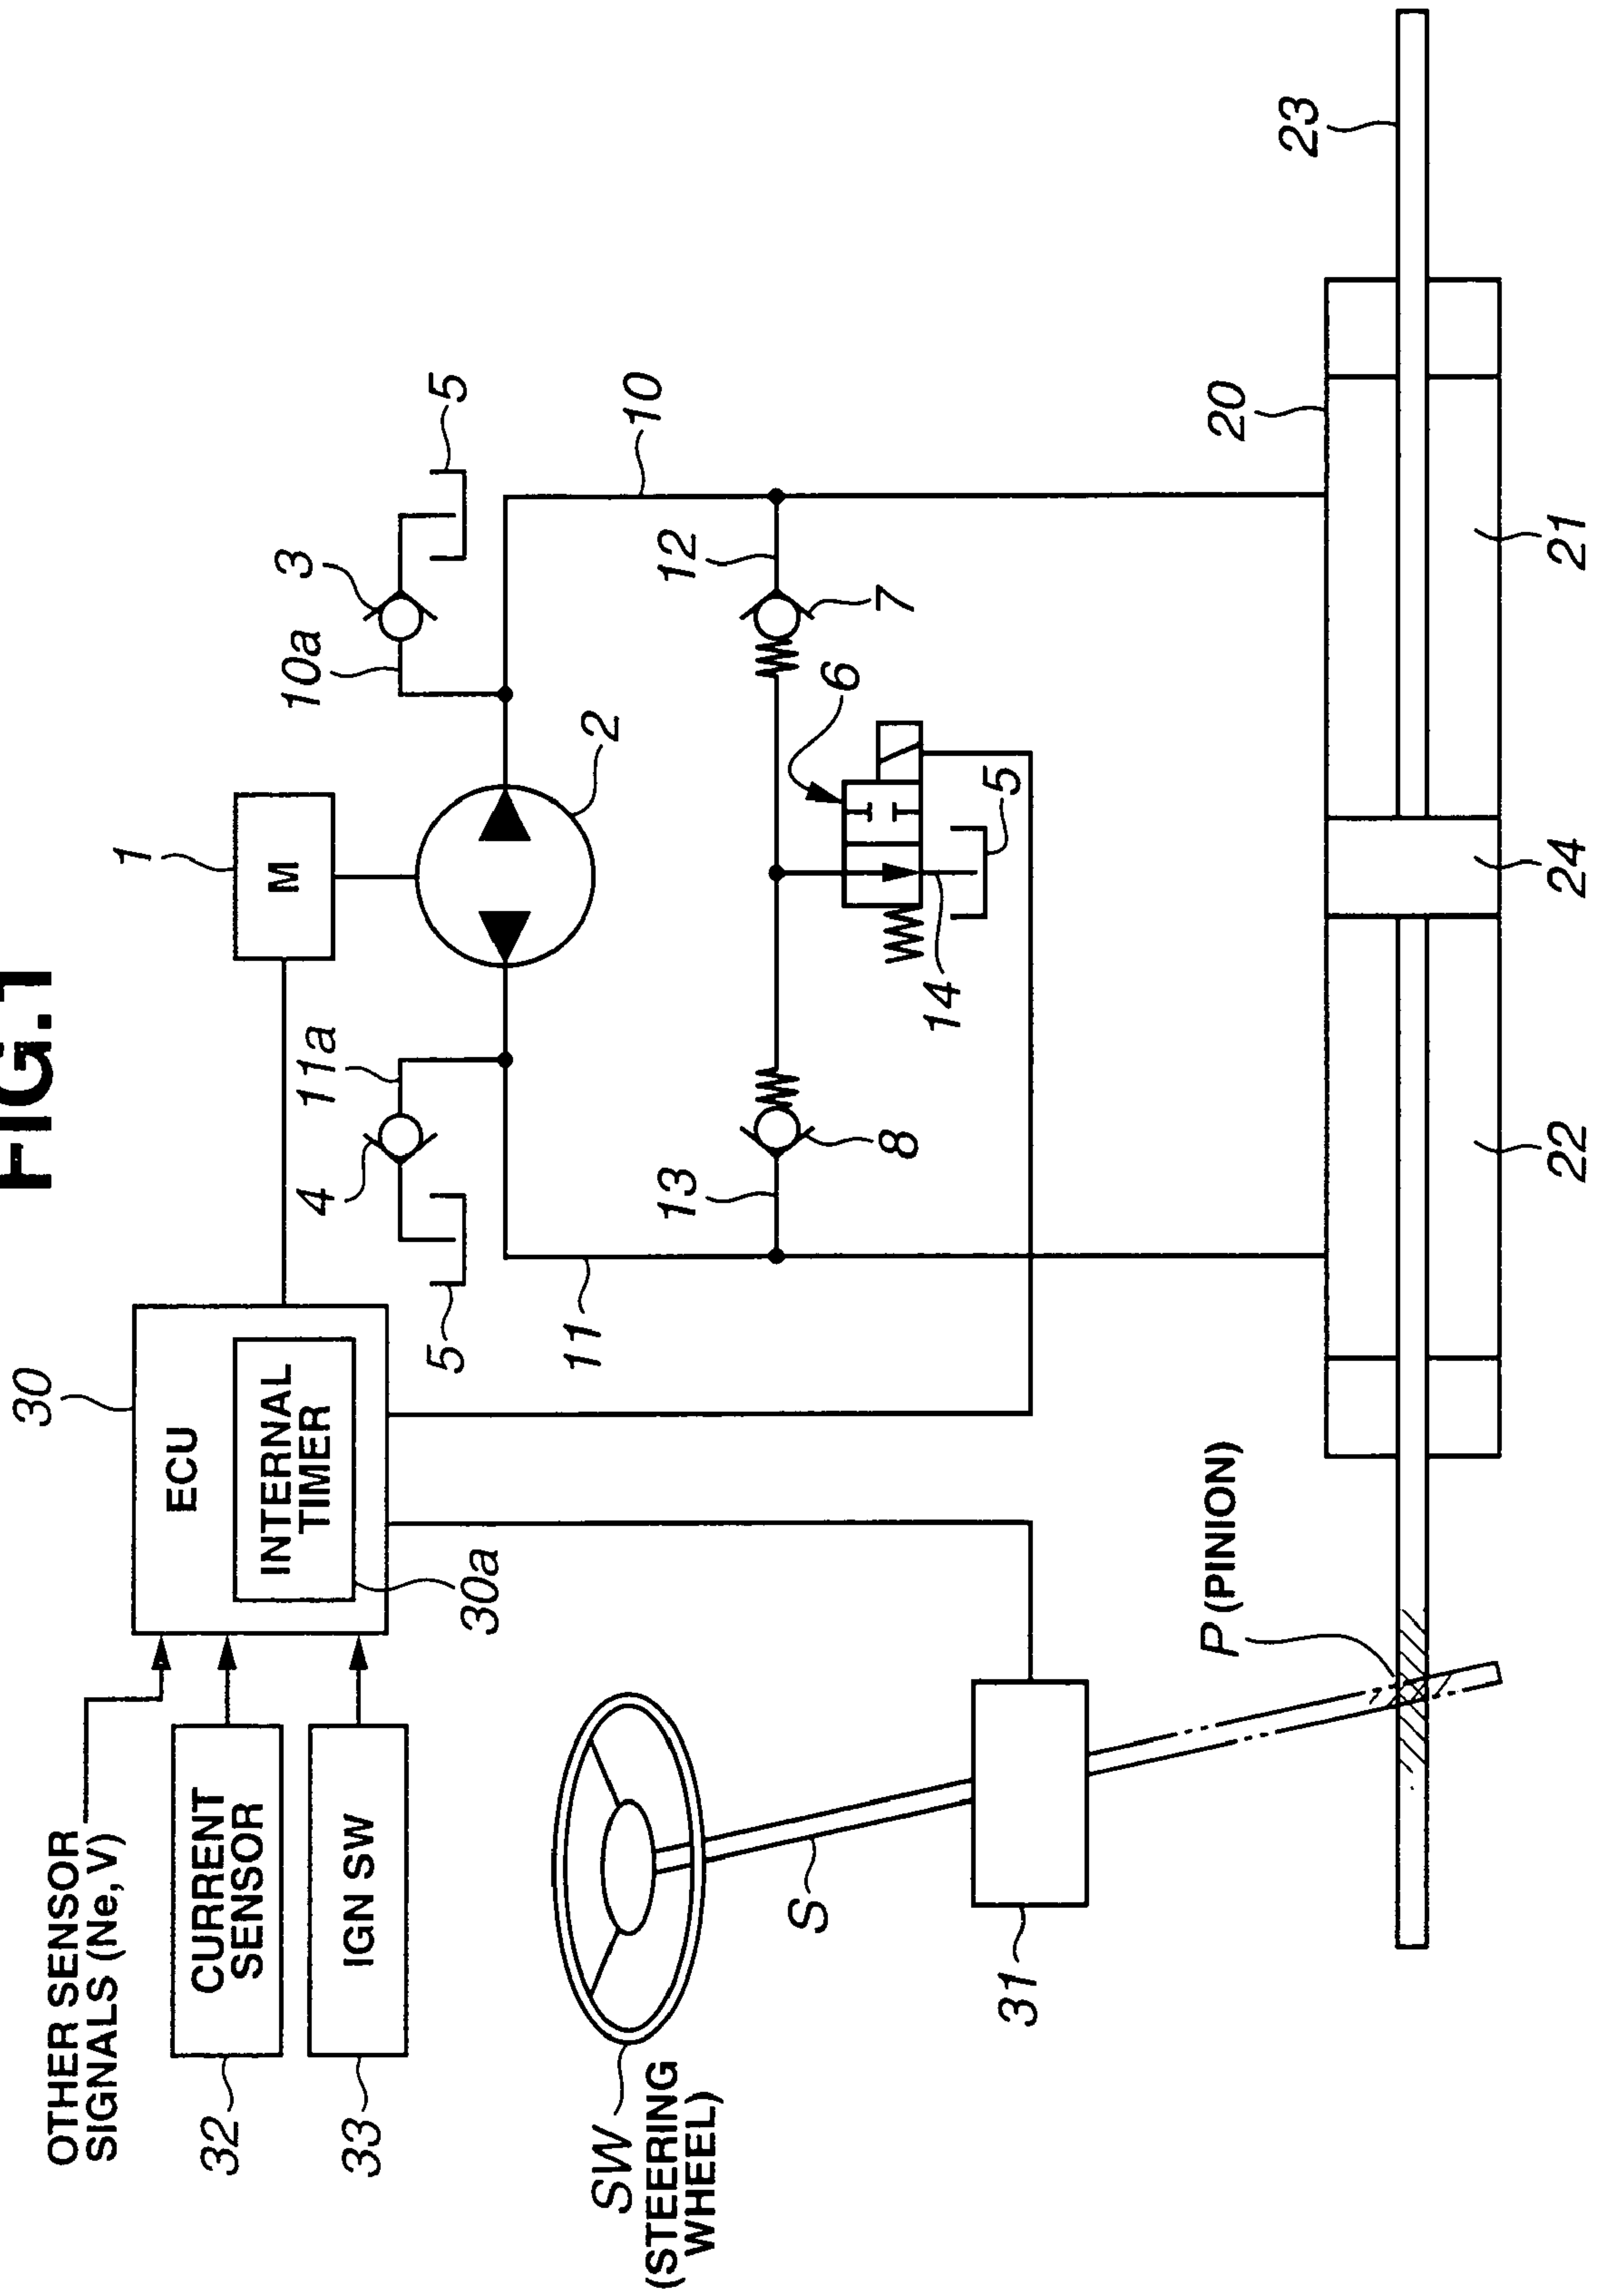 FIG.1
OTHER SENSOR
SIGNALS (Ne, V)
30
ECU
INTERNAL
TIMER
30a
32
CURRENT
SENSOR
33
IGN SW
1
M
2
3
10a
5
4
11a
5
10
11
12
7
6
13
8
14
5
SW
(STEERING
WHEEL)
S
31
P (PINION)
20
23
22
24
21